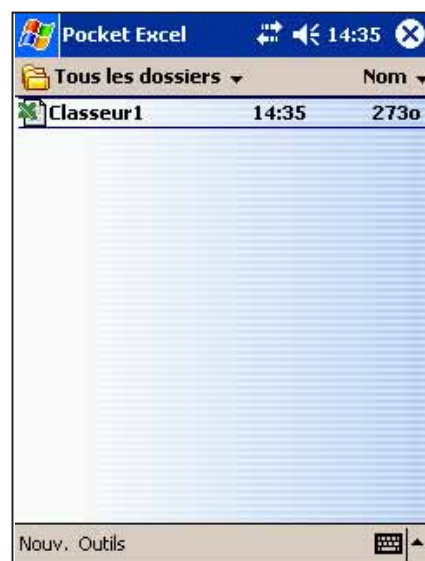 Pocket Excel 14:35
Tous les dossiers Nom
Classeur1 14:35 273o
Nouv. Outils